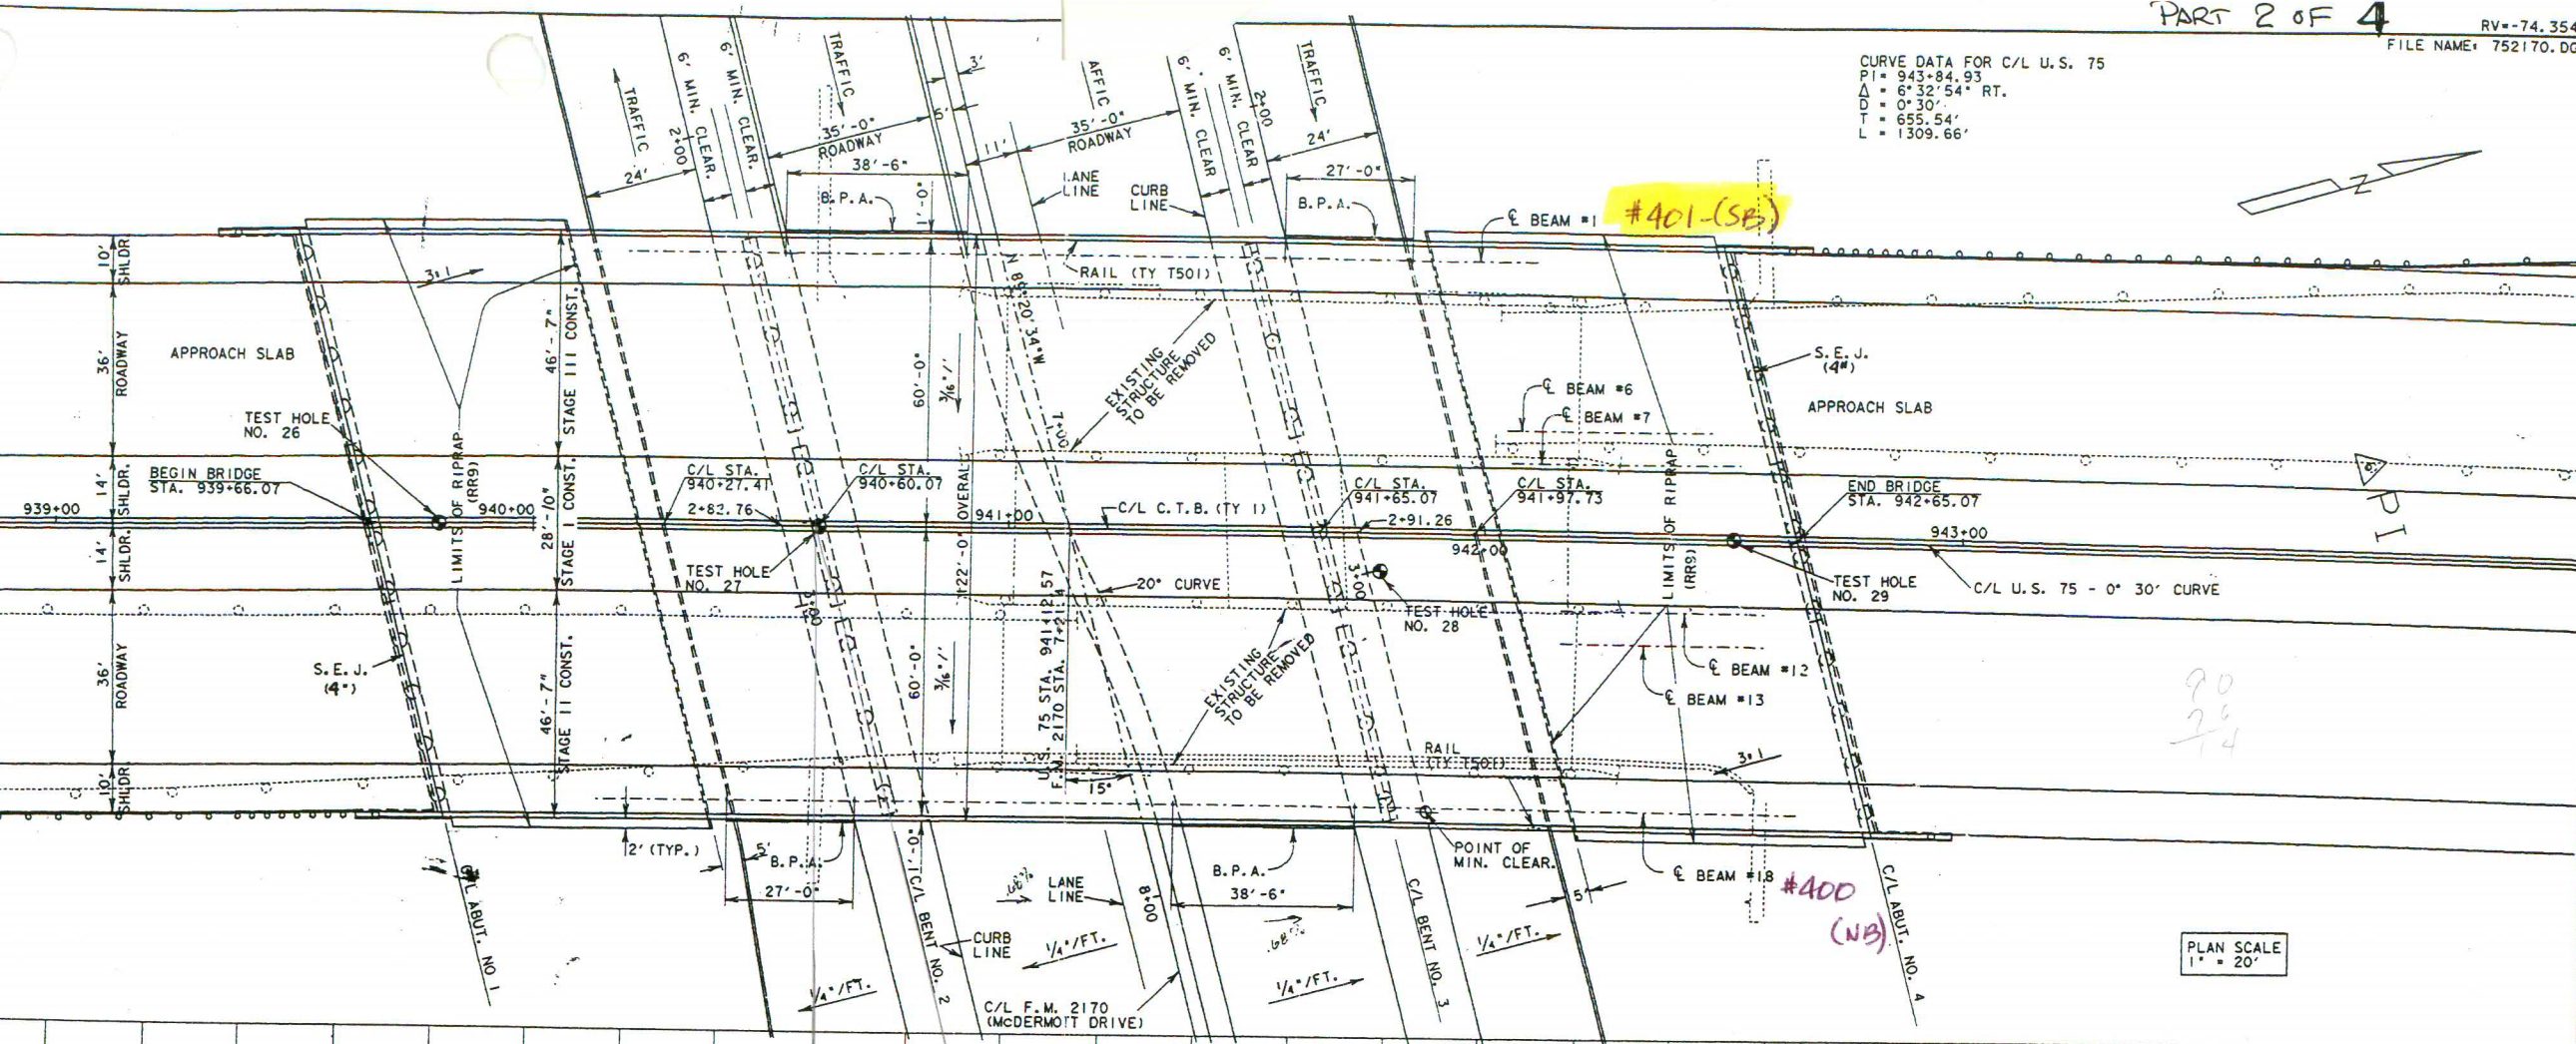 PART 2 OF 4
RV=-74.354
FILE NAME: 752170.DG
CURVE DATA FOR C/L U.S. 75
PI= 943+84.93
Δ = 6°32'54" RT.
D = 0°30'
T = 655.54'
L = 1309.66'
N
TRAFFIC
6' MIN. CLEAR.
2+00
6' MIN. CLEAR.
TRAFFIC
3'
6'
AFFIC
6' MIN. CLEAR
6' MIN. CLEAR
2+00
TRAFFIC
24'
35'-0"
ROADWAY
38'-6"
B.P.A.
1'-0"
11'
35'-0"
ROADWAY
LANE
LINE
CURB
LINE
24'
27'-0"
B.P.A.
℄ BEAM #1
#401-(SB)
10'
SHLDR.
3:1
RAIL (TY T501)
N 89°20'34"W
36'
ROADWAY
APPROACH SLAB
46'-7"
STAGE III CONST.
60'-0"
3/16"/'
EXISTING
STRUCTURE
TO BE REMOVED
7+00
℄ BEAM #6
℄ BEAM #7
S.E.J.
(4")
APPROACH SLAB
TEST HOLE
NO. 26
LIMITS OF RIPRAP
(RR9)
14'
SHLDR.
BEGIN BRIDGE
STA. 939+66.07
28'-10"
STAGE I CONST.
C/L STA.
940+27.41
2+82.76
C/L STA.
940+60.07
122'-0" OVERALL
C/L C.T.B. (TY 1)
C/L STA.
941+65.07
2+91.26
C/L STA.
941+97.73
LIMITS OF RIPRAP
(RR9)
END BRIDGE
STA. 942+65.07
PI
939+00
940+00
941+00
942+00
943+00
14'
SHLDR.
TEST HOLE
NO. 27
20° CURVE
3+00
TEST HOLE
NO. 28
TEST HOLE
NO. 29
C/L U.S. 75 - 0° 30' CURVE
36'
ROADWAY
S.E.J.
(4")
46'-7"
STAGE II CONST.
60'-0"
3/16"/'
U.S. 75 STA. 941+12.57
F.M. 2170 STA. 7+21.47
EXISTING
STRUCTURE
TO BE REMOVED
℄ BEAM #12
℄ BEAM #13
10'
SHLDR.
15°
RAIL
(TY T501)
3:1
2' (TYP.)
5'
B.P.A.
27'-0"
1'-0"
.68%
LANE
LINE
8+00
B.P.A.
38'-6"
.68%
POINT OF
MIN. CLEAR.
5'
℄ BEAM #18
#400
(NB)
C/L ABUT. NO 1
C/L BENT NO. 2
CURB
LINE
1/4"/FT.
1/4"/FT.
1/4"/FT.
1/4"/FT.
C/L BENT NO. 3
C/L ABUT. NO. 4
C/L F.M. 2170
(McDERMOTT DRIVE)
PLAN SCALE
1" = 20'